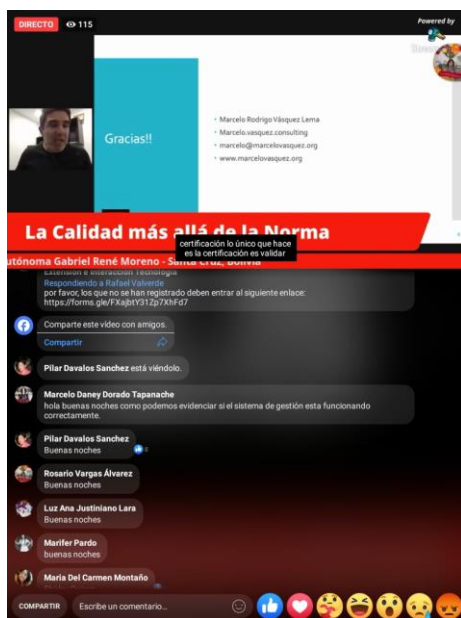 DIRECTO 115
Powered by
Gracias!!
• Marcelo Rodrigo Vásquez Lema
• Marcelo.vasquez.consulting
• marcelo@marcelovasquez.org
• www.marcelovasquez.org
La Calidad más allá de la Norma
certificación lo único que hace
es la certificación es validar
utónoma Gabriel René Moreno - Santa Cruz, Bolivia
Extensión e Interacción Tecnología
Respondiendo a Rafael Valverde
por favor, los que no se han registrado deben entrar al siguiente enlace:
https://forms.gle/FXajbtY31Zp7XhFd7
Comparte este vídeo con amigos.
Compartir
Pilar Davalos Sanchez está viéndolo.
Marcelo Daney Dorado Tapanache
hola buenas noches como podemos evidenciar si el sistema de gestión esta funcionando
correctamente.
Pilar Davalos Sanchez
Buenas noches
Rosario Vargas Álvarez
Buenas noches
Luz Ana Justiniano Lara
Buenas noches
Marifer Pardo
buenas noches
Maria Del Carmen Montaño
COMPARTIR
Escribe un comentario...